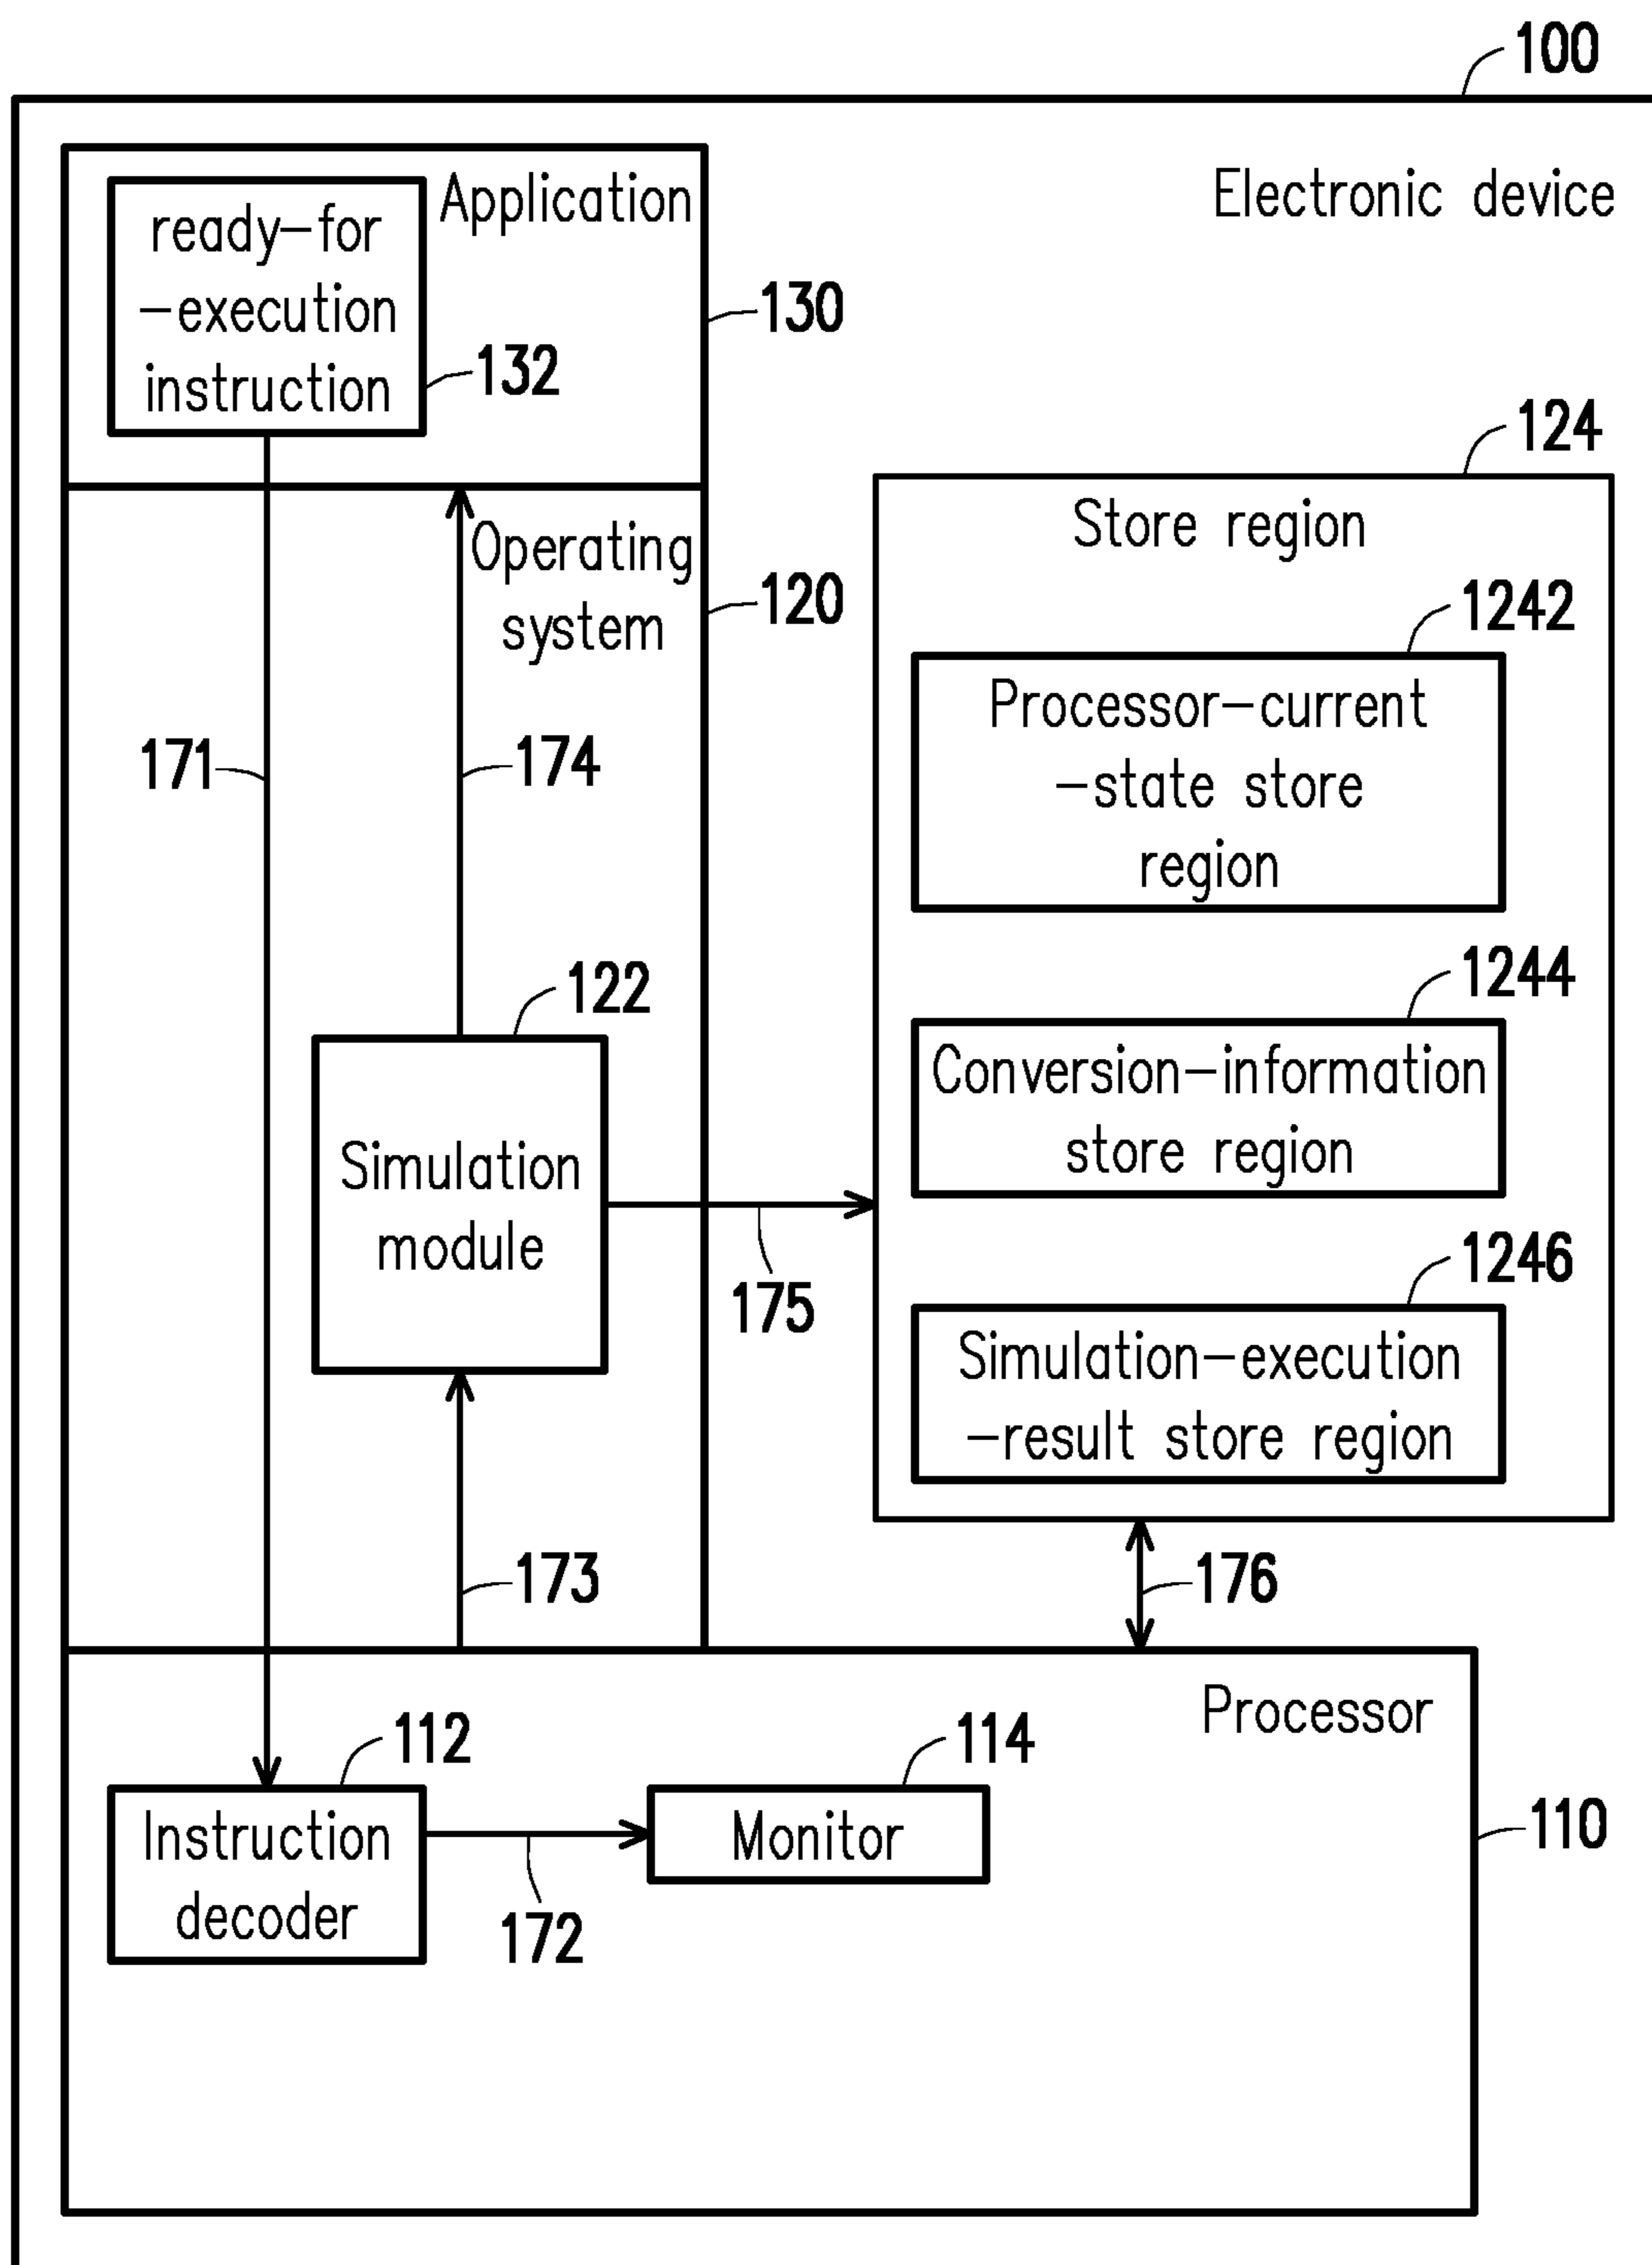 100
Electronic device
Application
ready-for
-execution
instruction
132
130
Operating
system
120
171
174
122
Simulation
module
173
175
124
Store region
1242
Processor-current
-state store
region
1244
Conversion-information
store region
1246
Simulation-execution
-result store region
176
Processor
110
112
Instruction
decoder
172
114
Monitor